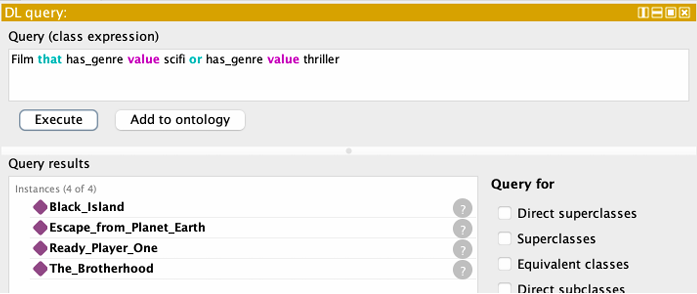 DL query:
Query (class expression)
Film that has_genre value scifi or has_genre value thriller
Execute
Add to ontology
Query results
Instances (4 of 4)
Black_Island
?
Escape_from_Planet_Earth
?
Ready_Player_One
?
The_Brotherhood
?
Query for
Direct superclasses
Superclasses
Equivalent classes
Direct subclasses